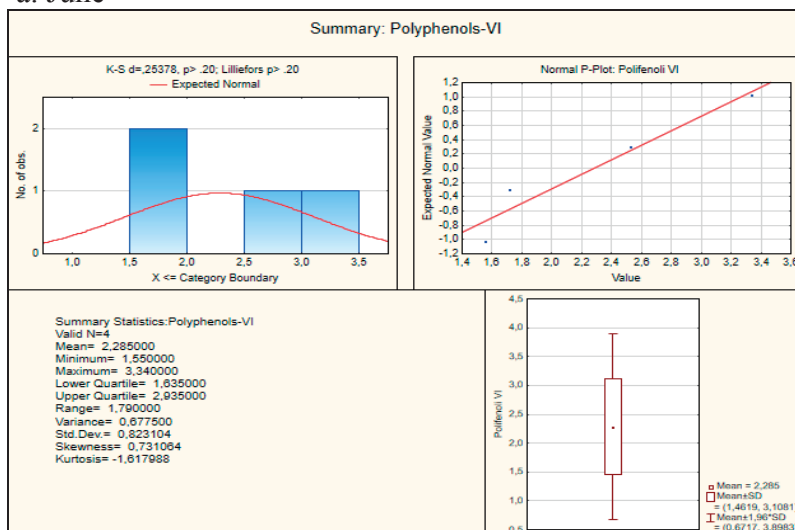 Summary: Polyphenols-VI
K-S d=,25378, p> .20; Lilliefors p> .20
Expected Normal
No. of obs.
2
1
0
1,0 1,5 2,0 2,5 3,0 3,5
X <= Category Boundary
Normal P-Plot: Polifenoli VI
Expected Normal Value
1,2
1,0
0,8
0,6
0,4
0,2
0,0
-0,2
-0,4
-0,6
-0,8
-1,0
-1,2
1,4 1,6 1,8 2,0 2,2 2,4 2,6 2,8 3,0 3,2 3,4 3,6
Value
Summary Statistics:Polyphenols-VI
Valid N=4
Mean= 2,285000
Minimum= 1,550000
Maximum= 3,340000
Lower Quartile= 1,635000
Upper Quartile= 2,935000
Range= 1,790000
Variance= 0,677500
Std.Dev.= 0,823104
Skewness= 0,731064
Kurtosis= -1,617988
Polifenoli VI
4,5
4,0
3,5
3,0
2,5
2,0
1,5
1,0
0,5
Mean = 2,285
Mean±SD
= (1,4619, 3,1081)
Mean±1,96*SD
= (0,6717, 3,8983)